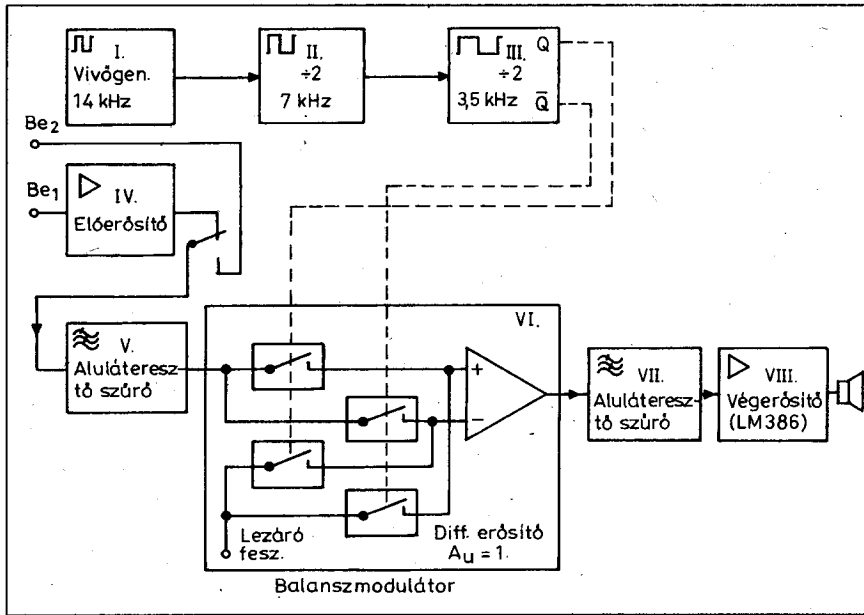 I.
Vivőgen.
14 kHz
II.
÷2
7 kHz
III.
÷2
3,5 kHz
Q
Q̅
Be₂
Be₁
IV.
Előerősítő
V.
Aluláteresz-
tő szűrő
VI.
+
−
Lezáró
fesz.
Diff. erősítő
Aᵤ = 1.
Balanszmodulátor
VII.
Aluláteresz-
tő szűrő
VIII.
Végerősítő
(LM386)